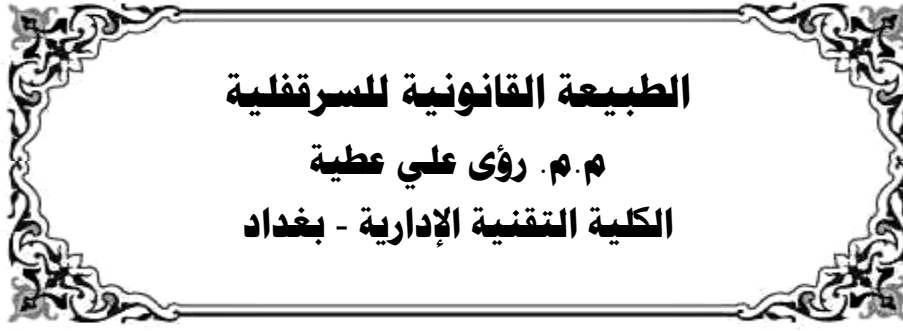 الطبيعة القانونية للسرقفلية
م.م. رؤى علي عطية
الكلية التقنية الإدارية - بغداد